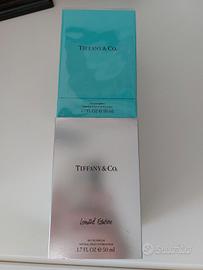 TIFFANY & CO.
1.7 FL OZ e 50 ml
TIFFANY & CO.
Limited Edition
EAU DE PARFUM
1.7 FL OZ e 50 ml
subito